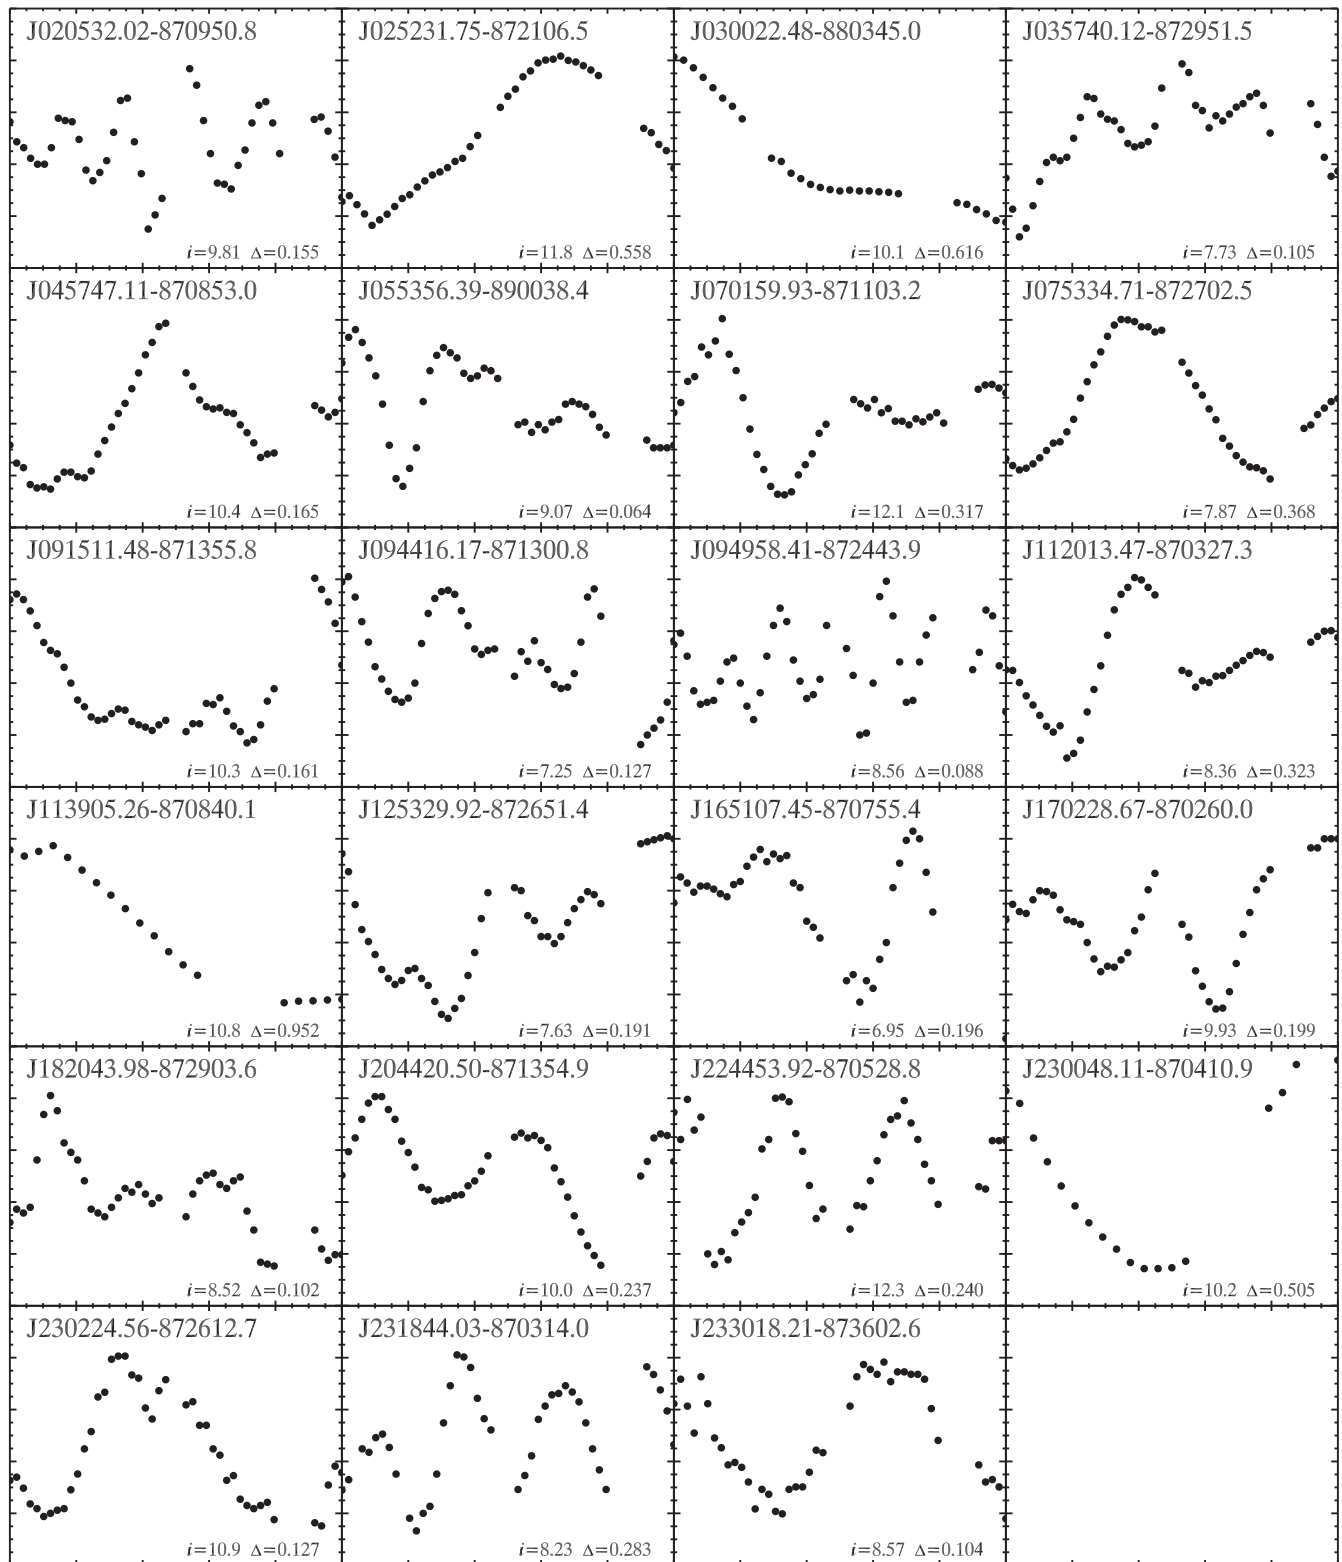 J020532.02-870950.8
i=9.81 Δ=0.155
J025231.75-872106.5
i=11.8 Δ=0.558
J030022.48-880345.0
i=10.1 Δ=0.616
J035740.12-872951.5
i=7.73 Δ=0.105
J045747.11-870853.0
i=10.4 Δ=0.165
J055356.39-890038.4
i=9.07 Δ=0.064
J070159.93-871103.2
i=12.1 Δ=0.317
J075334.71-872702.5
i=7.87 Δ=0.368
J091511.48-871355.8
i=10.3 Δ=0.161
J094416.17-871300.8
i=7.25 Δ=0.127
J094958.41-872443.9
i=8.56 Δ=0.088
J112013.47-870327.3
i=8.36 Δ=0.323
J113905.26-870840.1
i=10.8 Δ=0.952
J125329.92-872651.4
i=7.63 Δ=0.191
J165107.45-870755.4
i=6.95 Δ=0.196
J170228.67-870260.0
i=9.93 Δ=0.199
J182043.98-872903.6
i=8.52 Δ=0.102
J204420.50-871354.9
i=10.0 Δ=0.237
J224453.92-870528.8
i=12.3 Δ=0.240
J230048.11-870410.9
i=10.2 Δ=0.505
J230224.56-872612.7
i=10.9 Δ=0.127
J231844.03-870314.0
i=8.23 Δ=0.283
J233018.21-873602.6
i=8.57 Δ=0.104